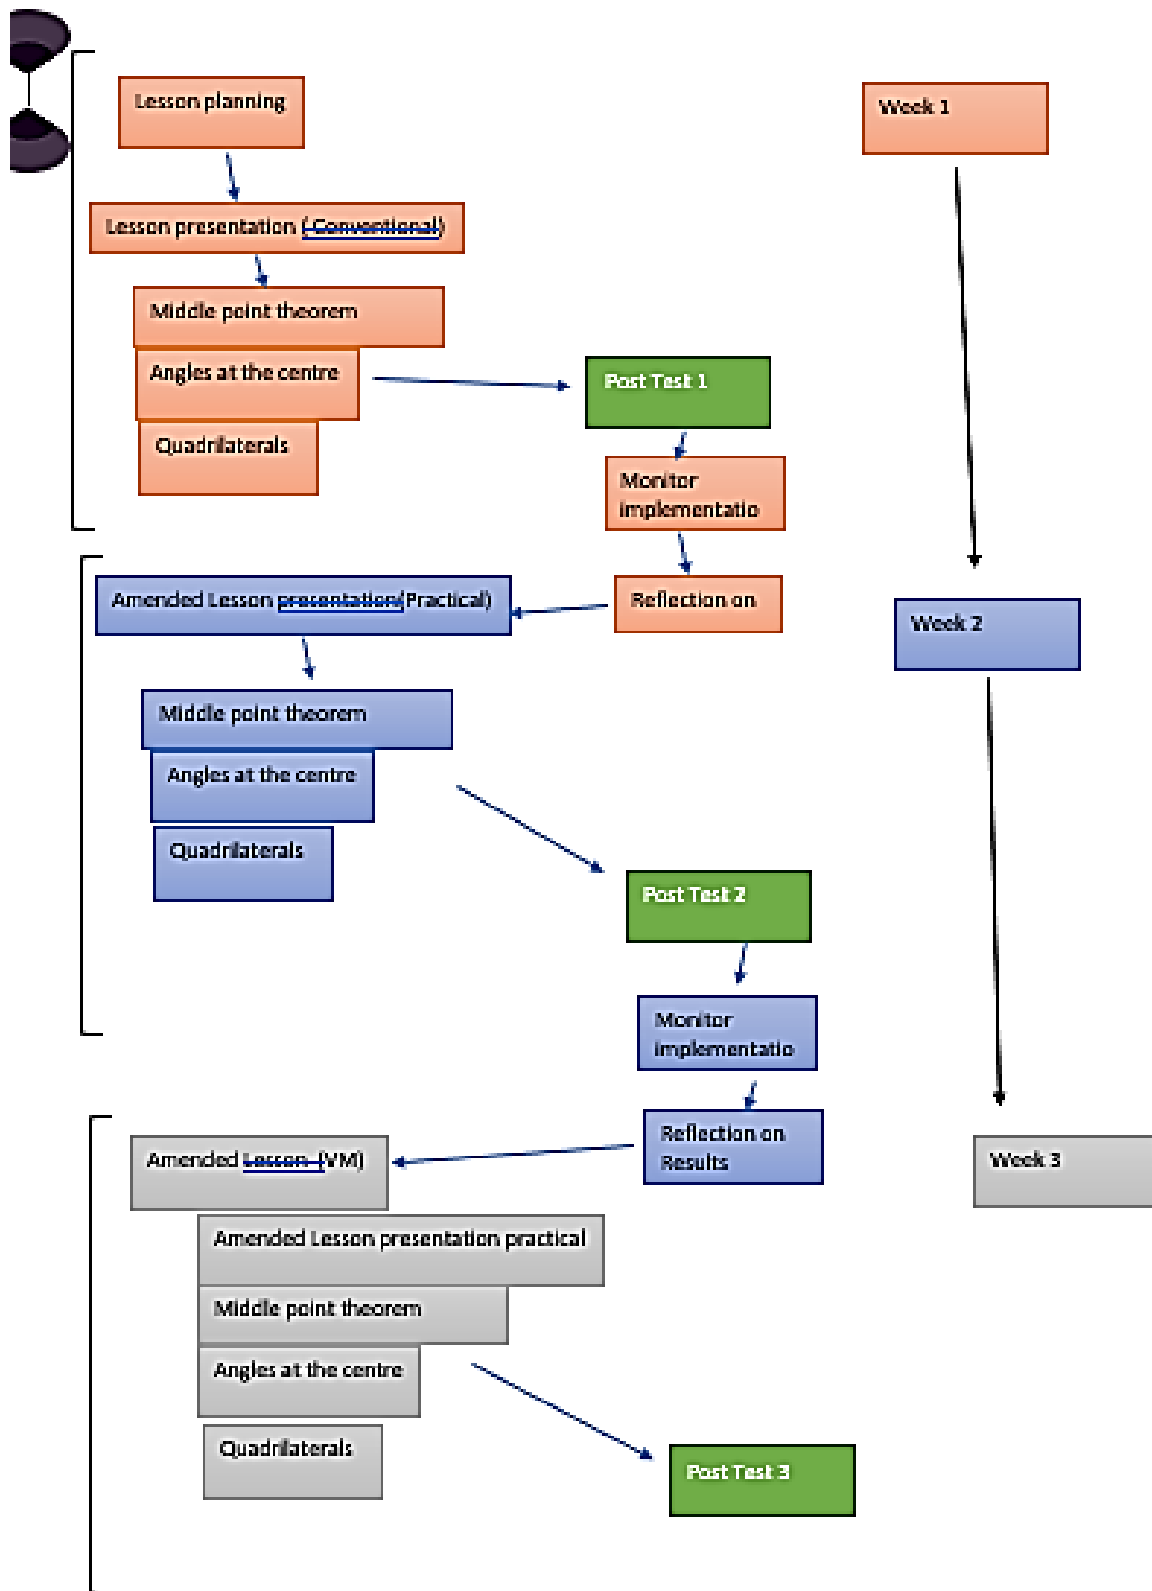 Lesson planning
Week 1
Lesson presentation ( Conventional)
Middle point theorem
Angles at the centre
Post Test 1
Quadrilaterals
Monitor
implementatio
Amended Lesson presentation(Practical)
Reflection on
Week 2
Middle point theorem
Angles at the centre
Quadrilaterals
Post Test 2
Monitor
implementatio
Reflection on
Results
Amended Lesson (VM)
Week 3
Amended Lesson presentation practical
Middle point theorem
Angles at the centre
Quadrilaterals
Post Test 3